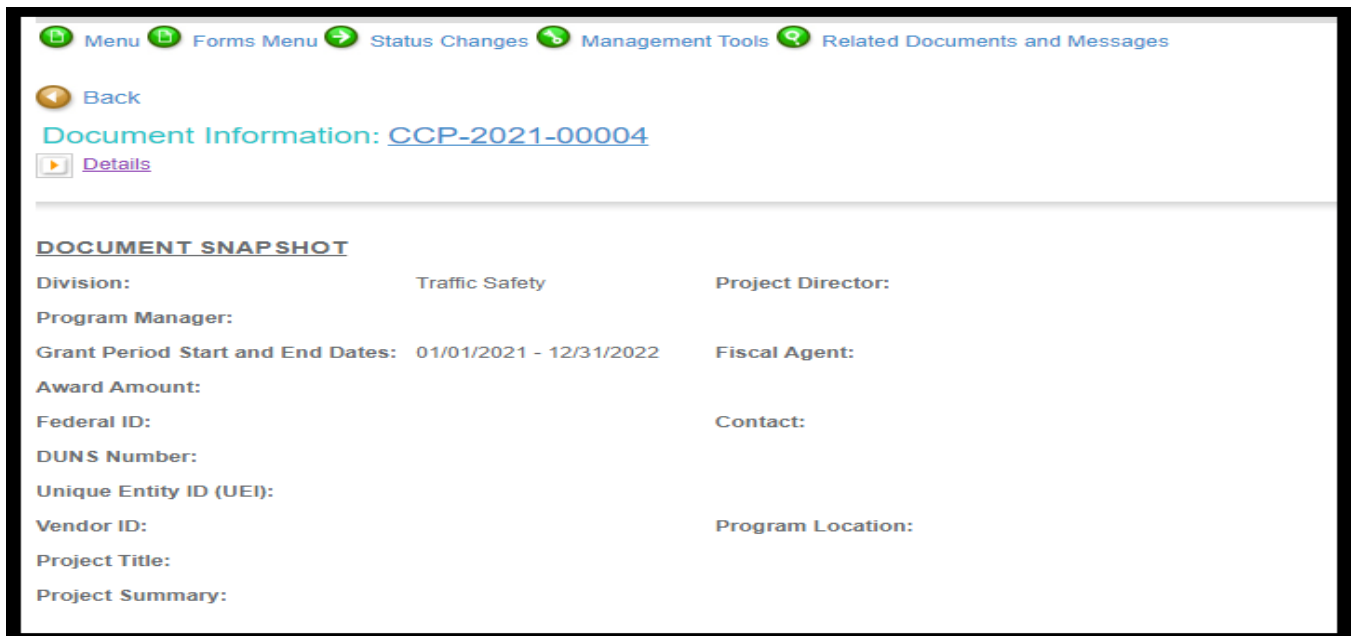 Menu Forms Menu Status Changes Management Tools Related Documents and Messages
Back
Document Information: CCP-2021-00004
Details
DOCUMENT SNAPSHOT
Division: Traffic Safety Project Director:
Program Manager:
Grant Period Start and End Dates: 01/01/2021 - 12/31/2022 Fiscal Agent:
Award Amount:
Federal ID: Contact:
DUNS Number:
Unique Entity ID (UEI):
Vendor ID: Program Location:
Project Title:
Project Summary: